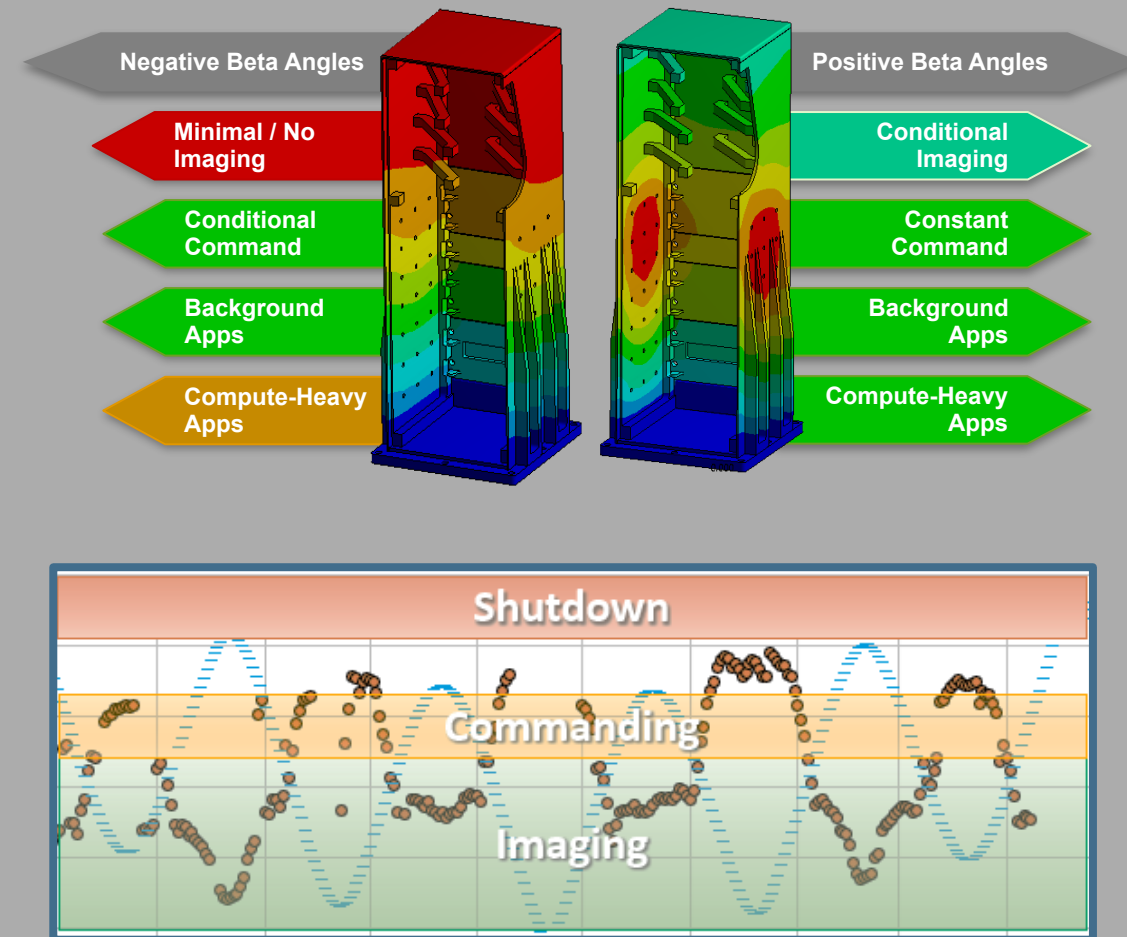 Negative Beta Angles
Positive Beta Angles
Minimal / No
Imaging
Conditional
Imaging
Conditional
Command
Constant
Command
Background
Apps
Background
Apps
Compute-Heavy
Apps
Compute-Heavy
Apps
Shutdown
Commanding
Imaging